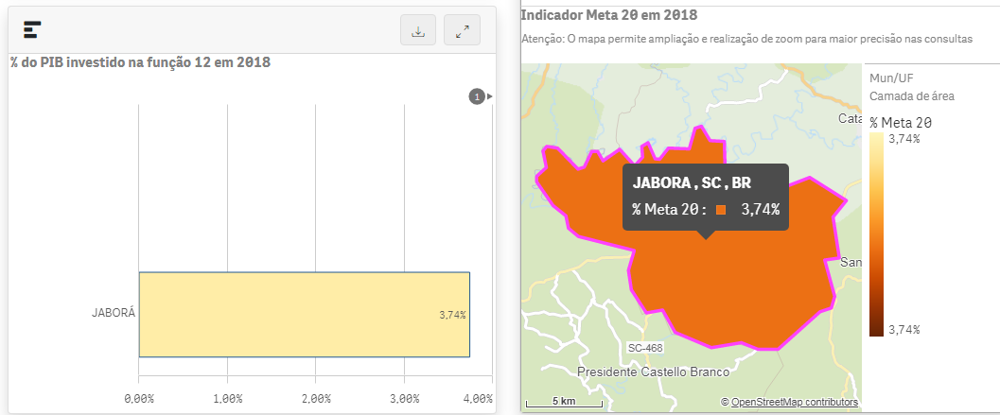 % do PIB investido na função 12 em 2018
1
JABORÁ
3,74%
0,00%
1,00%
2,00%
3,00%
4,00%
Indicador Meta 20 em 2018
Atenção: O mapa permite ampliação e realização de zoom para maior precisão nas consultas
Cata
JABORA , SC , BR
% Meta 20 : 3,74%
San
SC-468
Presidente Castello Branco
5 km
© OpenStreetMap contributors
Mun/UF
Camada de área
% Meta 20
3,74%
3,74%